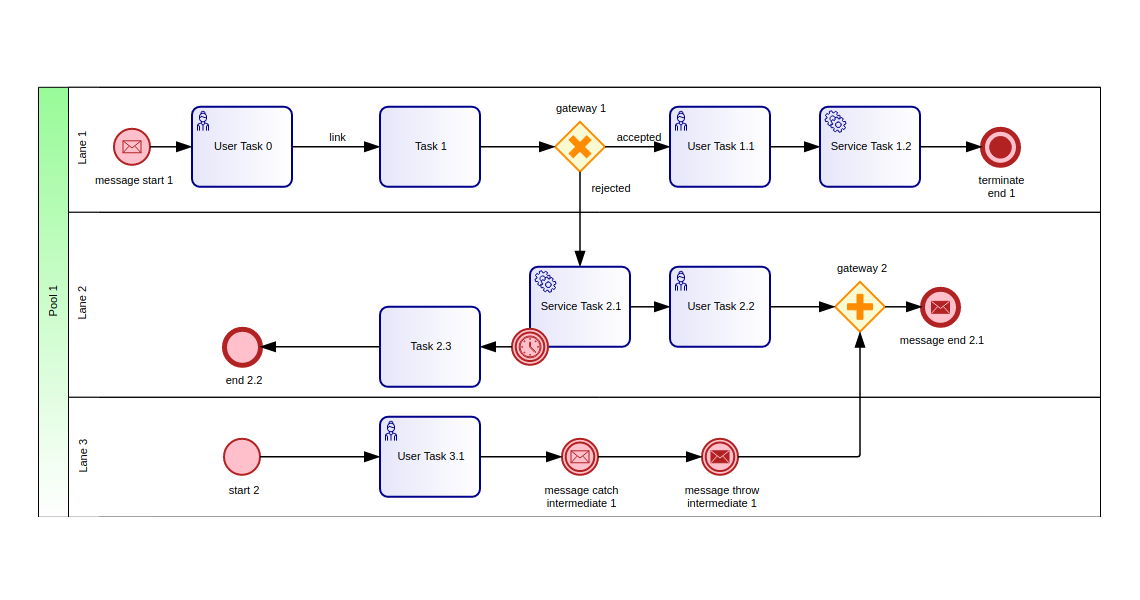 Pool 1
Lane 1
message start 1
User Task 0
link
Task 1
gateway 1
accepted
rejected
User Task 1.1
Service Task 1.2
terminate
end 1
Lane 2
end 2.2
Task 2.3
Service Task 2.1
User Task 2.2
gateway 2
message end 2.1
Lane 3
start 2
User Task 3.1
message catch
intermediate 1
message throw
intermediate 1